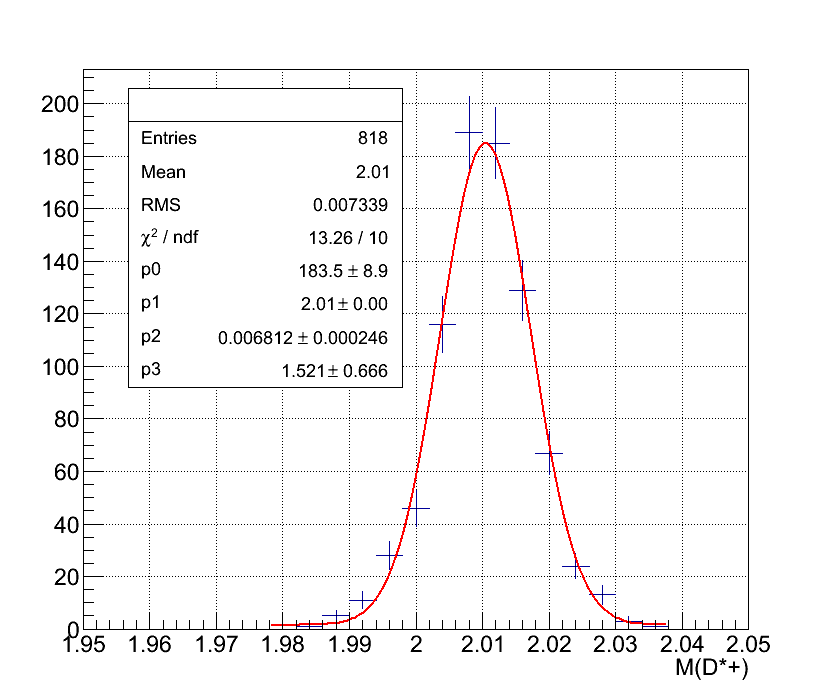 200
180
160
140
120
100
80
60
40
20
0
Entries 818
Mean 2.01
RMS 0.007339
χ² / ndf 13.26 / 10
p0 183.5 ± 8.9
p1 2.01 ± 0.00
p2 0.006812 ± 0.000246
p3 1.521 ± 0.666
1.95 1.96 1.97 1.98 1.99 2 2.01 2.02 2.03 2.04 2.05
M(D*+)